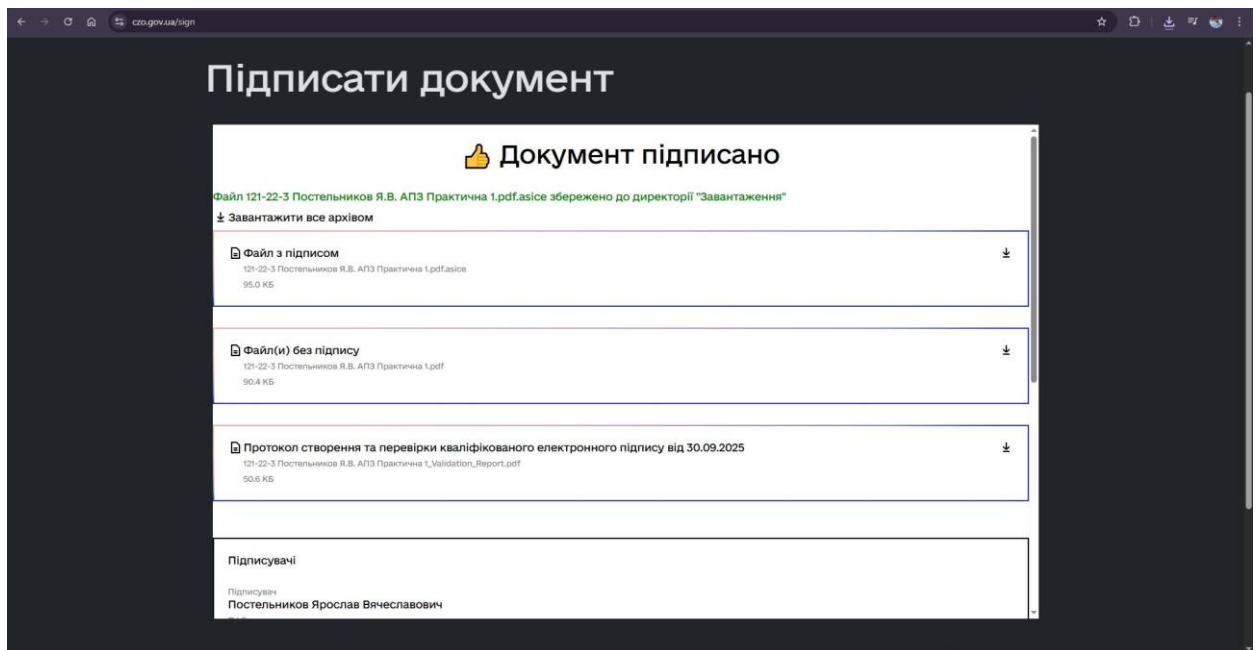 czo.gov.ua/sign
Підписати документ
👍 Документ підписано
Файл 121-22-3 Постельников Я.В. АПЗ Практична 1.pdf.asice збережено до директорії "Завантаження"
Завантажити все архівом
Файл з підписом
121-22-3 Постельников Я.В. АПЗ Практична 1.pdf.asice
95.0 КБ
Файл(и) без підпису
121-22-3 Постельников Я.В. АПЗ Практична 1.pdf
90.4 КБ
Протокол створення та перевірки кваліфікованого електронного підпису від 30.09.2025
121-22-3 Постельников Я.В. АПЗ Практична 1_Validation_Report.pdf
50.6 КБ
Підписувачі
Підписувач
Постельников Ярослав Вячеславович